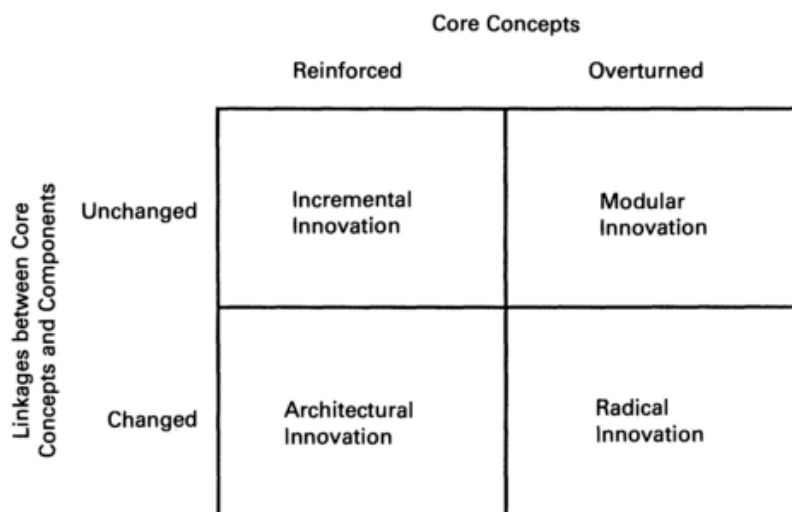 Core Concepts
Reinforced
Overturned
Linkages between Core
Concepts and Components
Unchanged
Incremental
Innovation
Modular
Innovation
Changed
Architectural
Innovation
Radical
Innovation